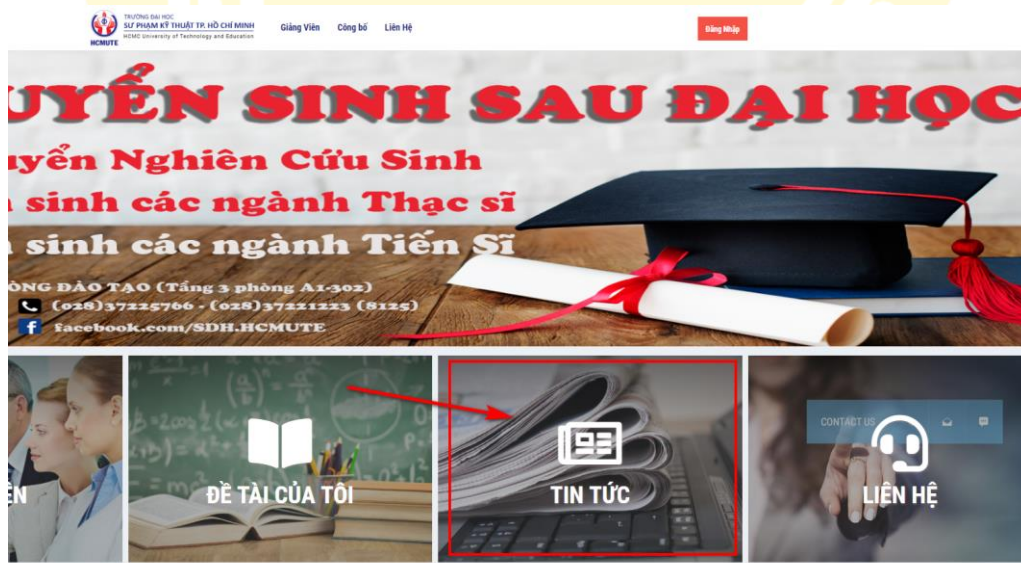 TRƯỜNG ĐẠI HỌC
SƯ PHẠM KỸ THUẬT TP. HỒ CHÍ MINH
HCMC University of Technology and Education
HCMUTE
Giảng Viên Công bố Liên Hệ
Đăng Nhập
UYỂN SINH SAU ĐẠI HỌC
uyển Nghiên Cứu Sinh
sinh các ngành Thạc sĩ
sinh các ngành Tiến Sĩ
ÒNG ĐÀO TẠO (Tầng 3 phòng A1-302)
(028)37225766 - (028)37221223 (8125)
facebook.com/SDH.HCMUTE
ĐỀ TÀI CỦA TÔI
TIN TỨC
CONTACT US
LIÊN HỆ